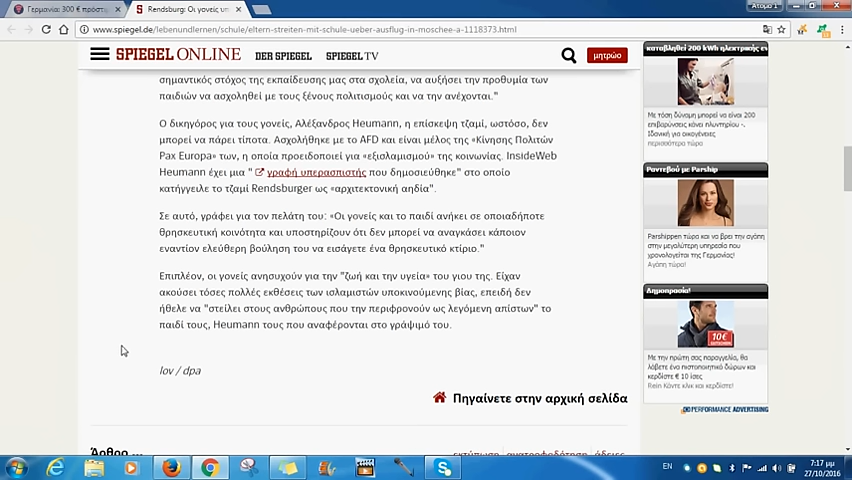 Γερμανία: 300 € πρόστι
Rendsburg: Οι γονείς υπ
Άτομο 1
www.spiegel.de/lebenundlernen/schule/eltern-streiten-mit-schule-ueber-ausflug-in-moschee-a-1118373.html
SPIEGEL ONLINE DER SPIEGEL SPIEGEL TV
μητρώο
σημαντικός στόχος της εκπαίδευσης μας στα σχολεία, να αυξήσει την προθυμία των
παιδιών να ασχοληθεί με τους ξένους πολιτισμούς και να την ανέχονται."
Ο δικηγόρος για τους γονείς, Αλέξανδρος Heumann, η επίσκεψη τζαμί, ωστόσο, δεν
μπορεί να πάρει τίποτα. Ασχολήθηκε με το AFD και είναι μέλος της «Κίνησης Πολιτών
Pax Europa» των, η οποία προειδοποιεί για «εξισλαμισμού» της κοινωνίας. InsideWeb
Heumann έχει μια " γραφή υπερασπιστής που δημοσιεύθηκε" στο οποίο
κατήγγειλε το τζαμί Rendsburger ως «αρχιτεκτονική αηδία".
Σε αυτό, γράφει για τον πελάτη του: «Οι γονείς και το παιδί ανήκει σε οποιαδήποτε
θρησκευτική κοινότητα και υποστηρίζουν ότι δεν μπορεί να αναγκάσει κάποιον
εναντίον ελεύθερη βούληση του να εισάγετε ένα θρησκευτικό κτίριο."
Επιπλέον, οι γονείς ανησυχούν για την "ζωή και την υγεία» του γιου της. Είχαν
ακούσει τόσες πολλές εκθέσεις των ισλαμιστών υποκινούμενης βίας, επειδή δεν
ήθελε να "στείλει στους ανθρώπους που την περιφρονούν ως λεγόμενη απίστων" το
παιδί τους, Heumann τους που αναφέρονται στο γράψιμό του.
lov / dpa
Πηγαίνετε στην αρχική σελίδα
Άρθρο ...
εκτύπωση ανατροφοδότηση άδειες
καταβληθεί 200 kWh ηλεκτρικής εν
Με τόση δύναμη μπορεί να είναι 200
επιβαρύνσεις κάνει πλυντηρίου -.
Ιδανική για οικογένειες
περισσότερα τώρα
Ραντεβού με Parship
Parshippen τώρα και να βρει την αγάπη
στην μεγαλύτερη υπηρεσία που
χρονολογείται της Γερμανίας!
Αγάπη τώρα!
Δημοπρασία!
10€
Με την πρώτη σας παραγγελία, θα
λάβετε ένα πιστοποιητικό δώρων και
κερδίστε € 10 ίσες
Rein Κάντε κλικ και κερδίστε!
PERFORMANCE ADVERTISING
EN
7:17 μμ
27/10/2016